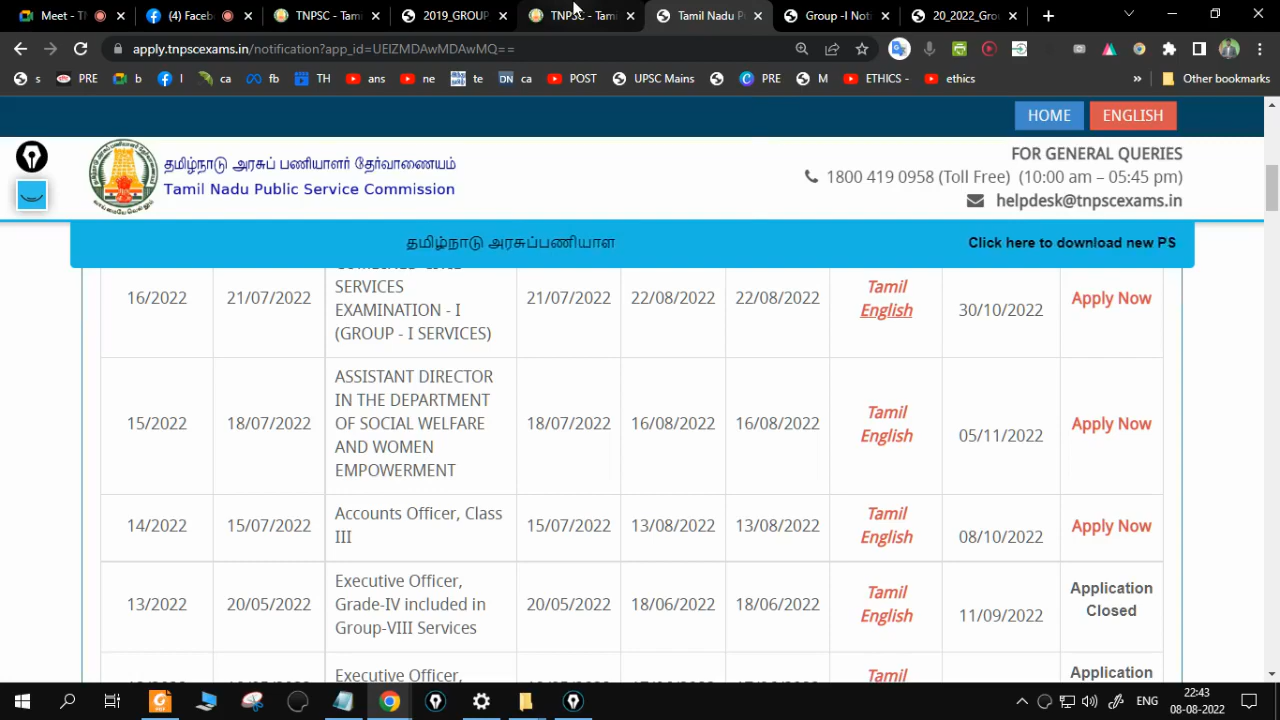 Meet - TN
(4) Faceb
TNPSC - Tami
2019_GROUP
TNPSC - Tami
Tamil Nadu P
Group -I Noti
20_2022_Gro
apply.tnpscexams.in/notification?app_id=UEIZMDAwMDAwMQ==
s
PRE
b
l
ca
fb
TH
ans
ne
te
DN
ca
POST
UPSC Mains
PRE
M
ETHICS -
ethics
Other bookmarks
HOME
ENGLISH
தமிழ்நாடு அரசுப் பணியாளர் தேர்வாணையம்
Tamil Nadu Public Service Commission
FOR GENERAL QUERIES
1800 419 0958 (Toll Free) (10:00 am – 05:45 pm)
helpdesk@tnpscexams.in
தமிழ்நாடு அரசுப்பணியாள
Click here to download new PS
16/2022
21/07/2022
SERVICES
EXAMINATION - I
(GROUP - I SERVICES)
21/07/2022
22/08/2022
22/08/2022
Tamil
English
30/10/2022
Apply Now
15/2022
18/07/2022
ASSISTANT DIRECTOR
IN THE DEPARTMENT
OF SOCIAL WELFARE
AND WOMEN
EMPOWERMENT
18/07/2022
16/08/2022
16/08/2022
Tamil
English
05/11/2022
Apply Now
14/2022
15/07/2022
Accounts Officer, Class
III
15/07/2022
13/08/2022
13/08/2022
Tamil
English
08/10/2022
Apply Now
13/2022
20/05/2022
Executive Officer,
Grade-IV included in
Group-VIII Services
20/05/2022
18/06/2022
18/06/2022
Tamil
English
11/09/2022
Application
Closed
Executive Officer,
Tamil
Application
ENG
22:43
08-08-2022